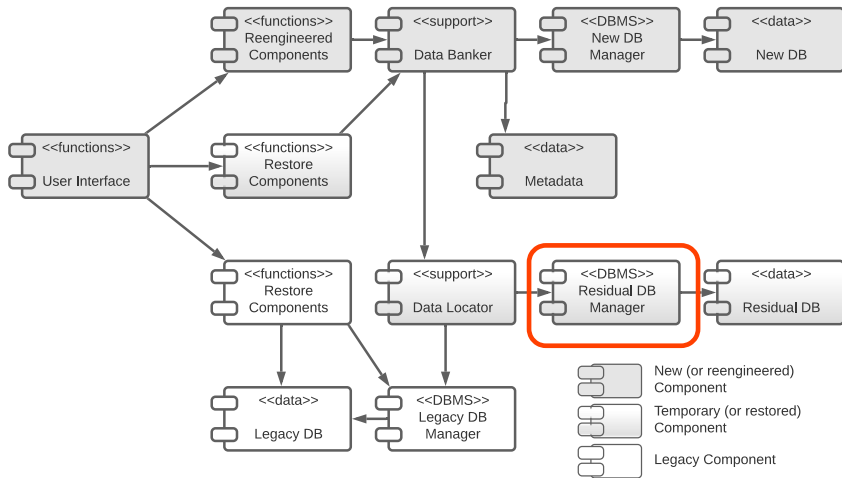 <<functions>>
Reengineered
Components
<<support>>
Data Banker
<<DBMS>>
New DB
Manager
<<data>>
New DB
<<functions>>
User Interface
<<functions>>
Restore
Components
<<data>>
Metadata
<<functions>>
Restore
Components
<<support>>
Data Locator
<<DBMS>>
Residual DB
Manager
<<data>>
Residual DB
<<data>>
Legacy DB
<<DBMS>>
Legacy DB
Manager
New (or reengineered)
Component
Temporary (or restored)
Component
Legacy Component